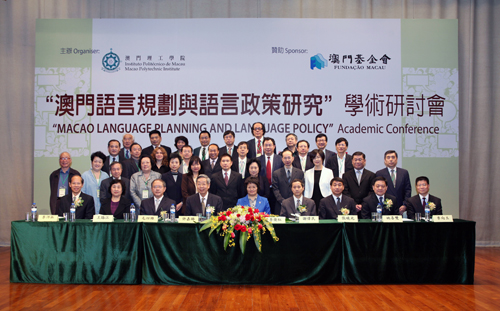 主辦 Organiser:
澳門理工學院
Instituto Politécnico de Macau
Macao Polytechnic Institute
贊助 Sponsor:
澳門基金會
FUNDAÇÃO MACAU
“澳門語言規劃與語言政策研究” 學術研討會
“MACAO LANGUAGE PLANNING AND LANGUAGE POLICY” Academic Conference